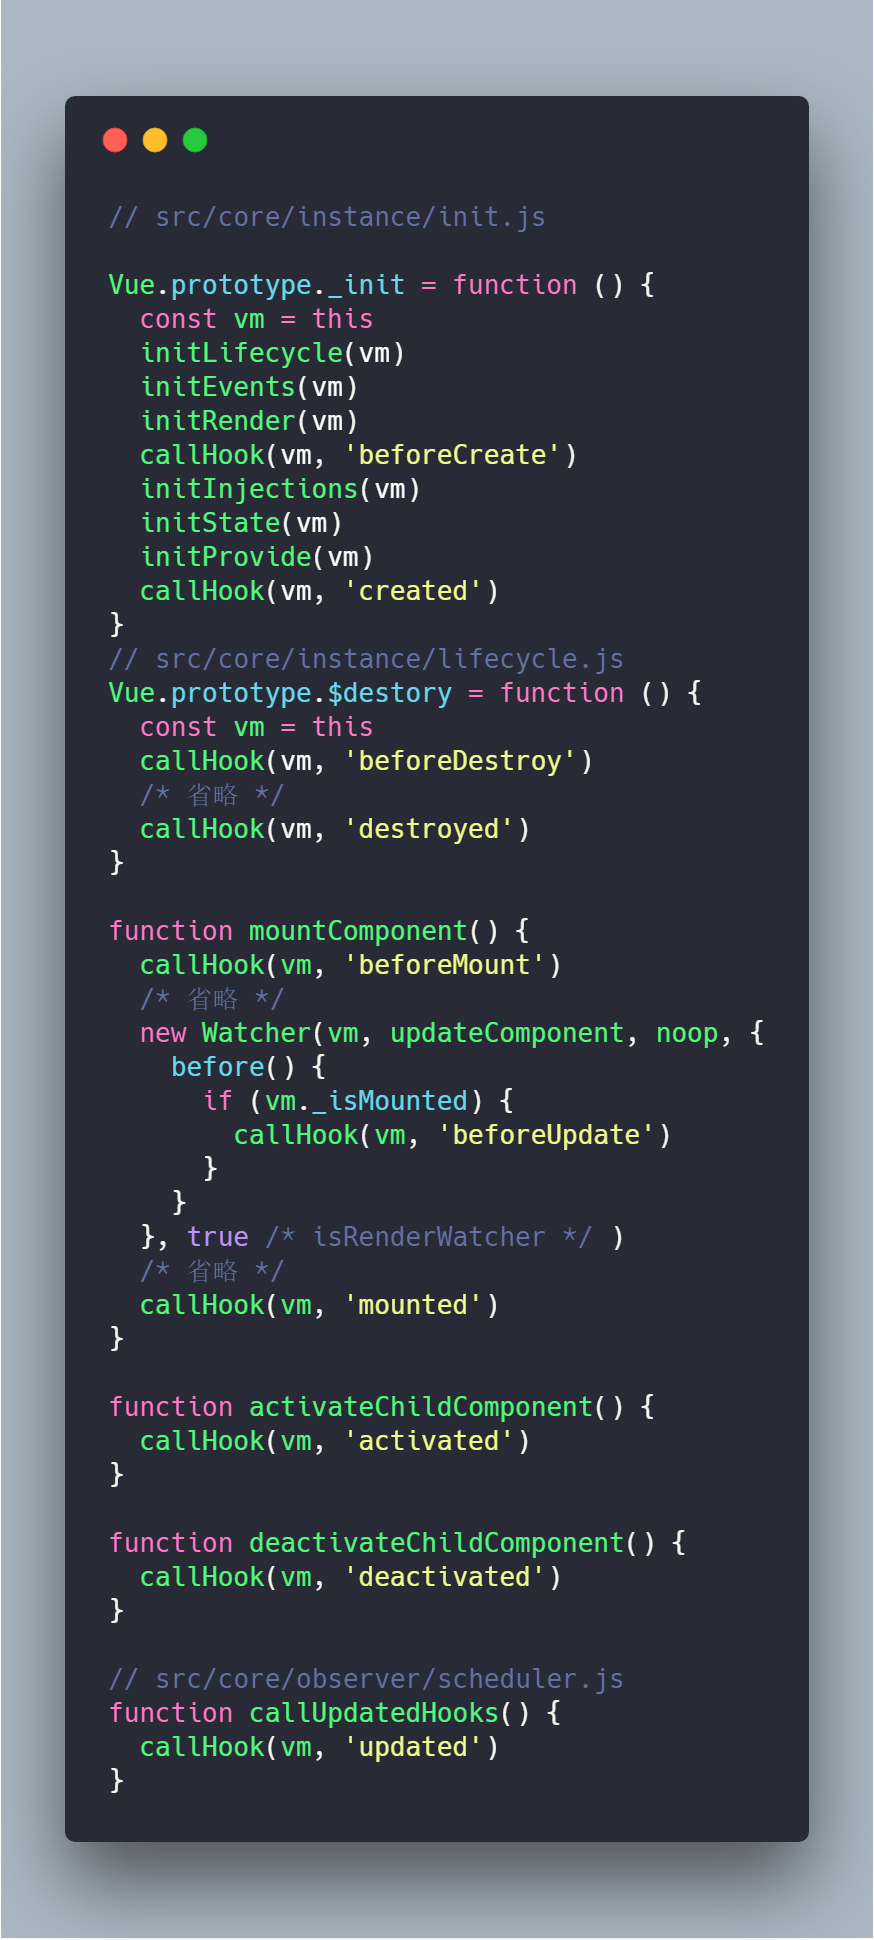 // src/core/instance/init.js
Vue.prototype._init = function () {
  const vm = this
  initLifecycle(vm)
  initEvents(vm)
  initRender(vm)
  callHook(vm, 'beforeCreate')
  initInjections(vm)
  initState(vm)
  initProvide(vm)
  callHook(vm, 'created')
}
// src/core/instance/lifecycle.js
Vue.prototype.$destory = function () {
  const vm = this
  callHook(vm, 'beforeDestroy')
  /* 省略 */
  callHook(vm, 'destroyed')
}
function mountComponent() {
  callHook(vm, 'beforeMount')
  /* 省略 */
  new Watcher(vm, updateComponent, noop, {
    before() {
      if (vm._isMounted) {
        callHook(vm, 'beforeUpdate')
      }
    }
  }, true /* isRenderWatcher */ )
  /* 省略 */
  callHook(vm, 'mounted')
}
function activateChildComponent() {
  callHook(vm, 'activated')
}
function deactivateChildComponent() {
  callHook(vm, 'deactivated')
}
// src/core/observer/scheduler.js
function callUpdatedHooks() {
  callHook(vm, 'updated')
}